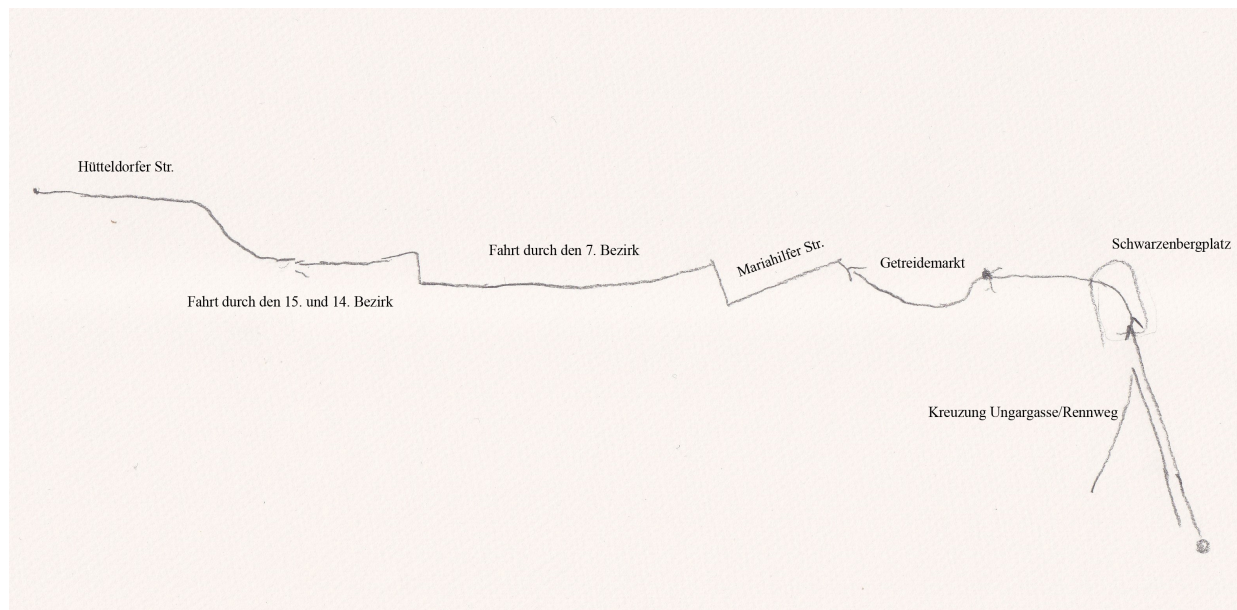 Hütteldorfer Str.
Fahrt durch den 15. und 14. Bezirk
Fahrt durch den 7. Bezirk
Mariahilfer Str.
Getreidemarkt
Schwarzenbergplatz
Kreuzung Ungargasse/Rennweg